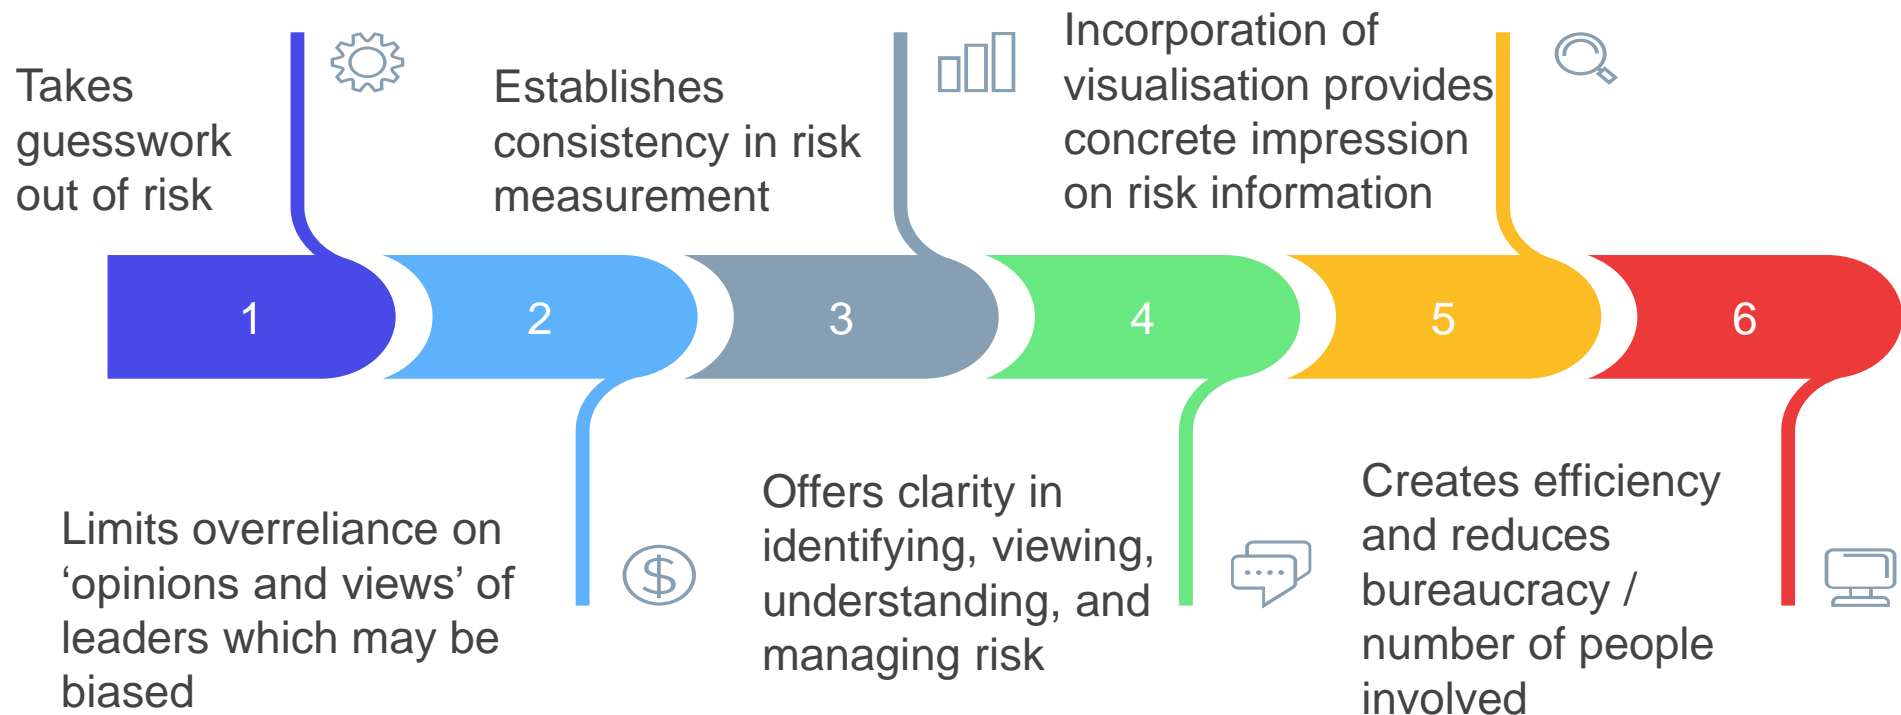 Takes
guesswork
out of risk
Establishes
consistency in risk
measurement
Incorporation of
visualisation provides
concrete impression
on risk information
1
2
3
4
5
6
Limits overreliance on
‘opinions and views’ of
leaders which may be
biased
$
Offers clarity in
identifying, viewing,
understanding, and
managing risk
Creates efficiency
and reduces
bureaucracy /
number of people
involved